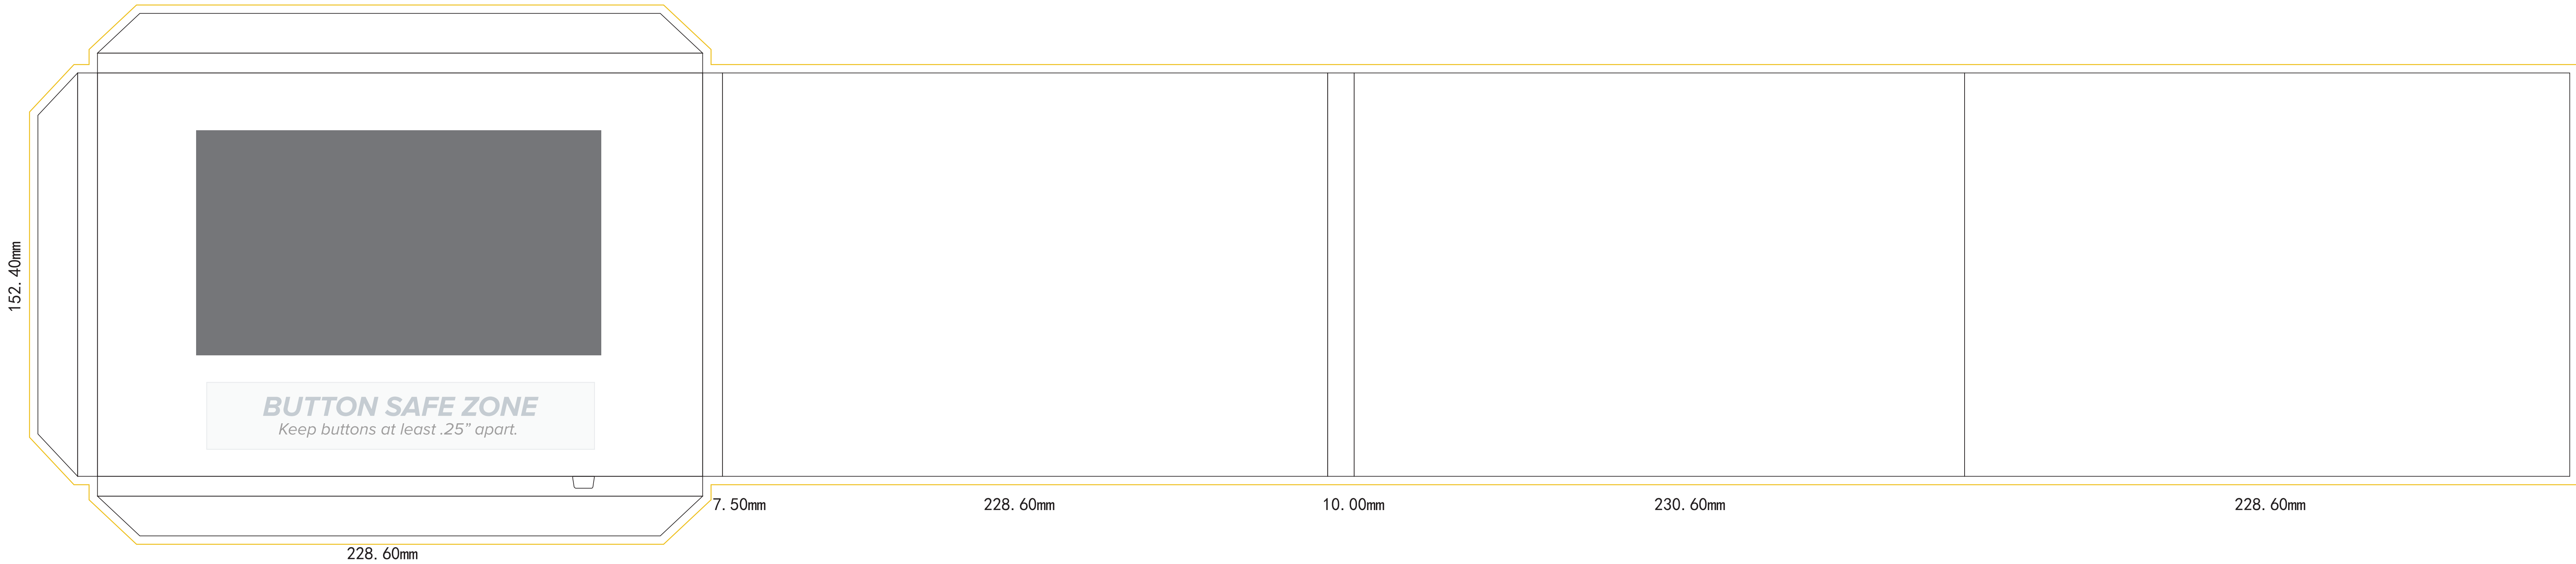 152.40mm
BUTTON SAFE ZONE
Keep buttons at least .25” apart.
7.50mm
228.60mm
10.00mm
230.60mm
228.60mm
228.60mm